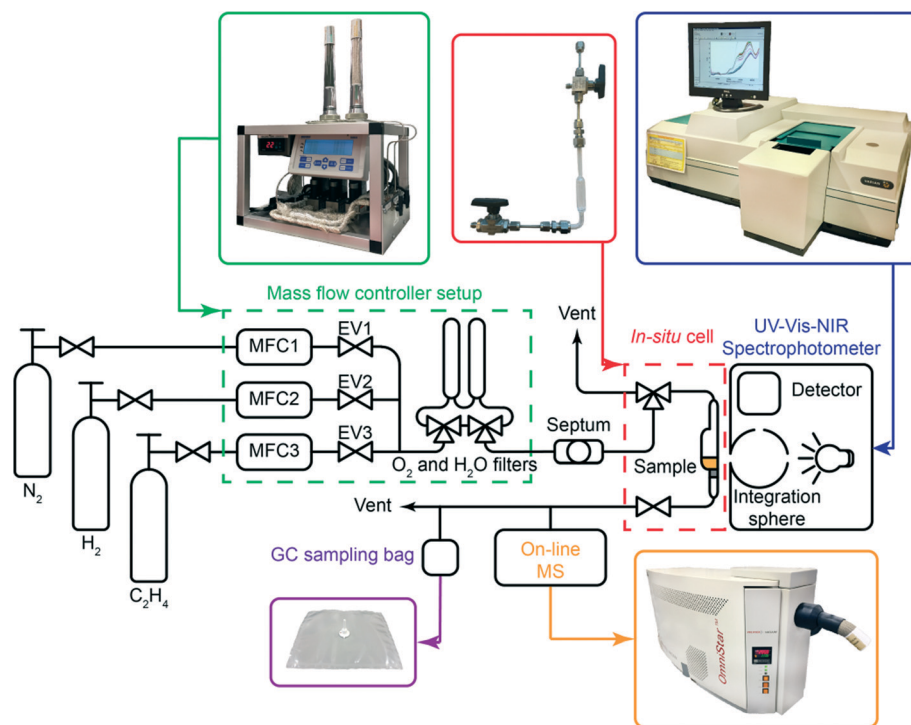 Mass flow controller setup
MFC1
EV1
MFC2
EV2
MFC3
EV3
O2 and H2O filters
N2
H2
C2H4
Septum
Vent
In-situ cell
Sample
UV-Vis-NIR
Spectrophotometer
Detector
Integration
sphere
Vent
GC sampling bag
On-line
MS
OmniStar™